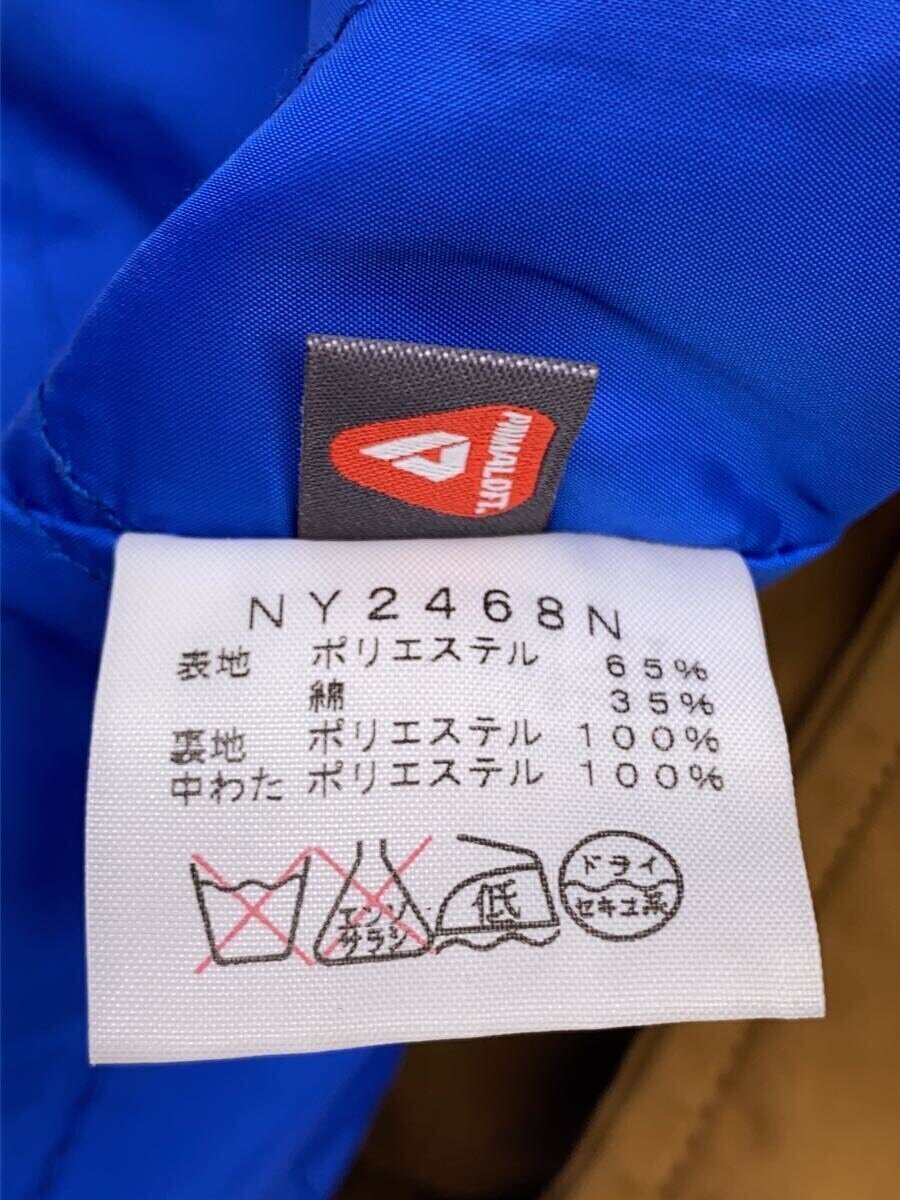 PRIMALOFT.
NY2468N
表地 ポリエステル 65%
綿 35%
裏地 ポリエステル 100%
中わた ポリエステル 100%
エンソ
サラシ
低
ドライ
セキユ系